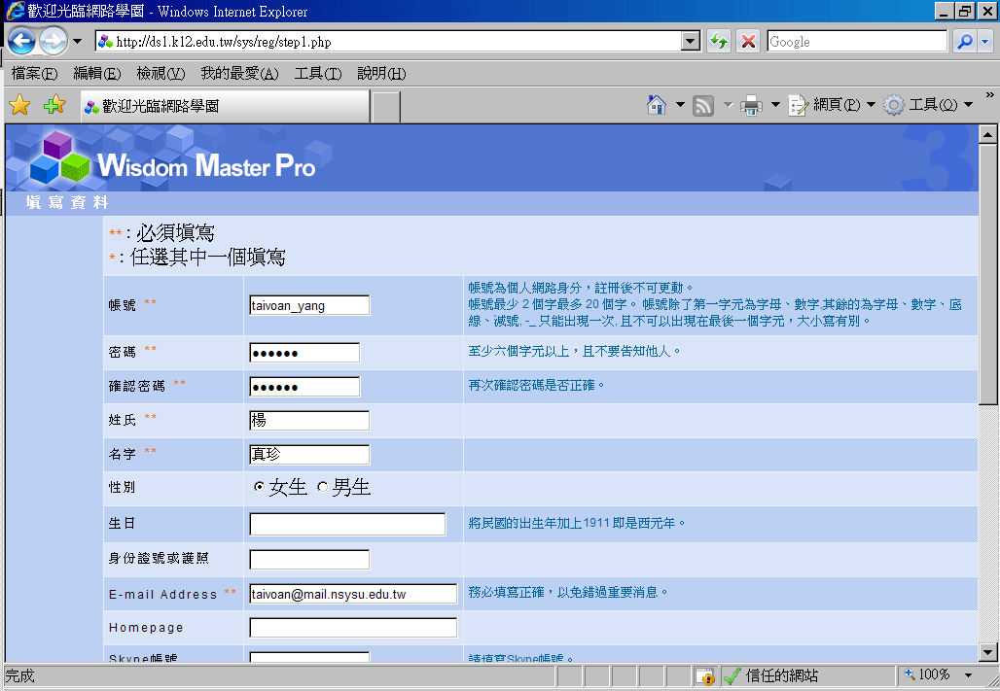 歡迎光臨網路學園 - Windows Internet Explorer
http://ds1.k12.edu.tw/sys/reg/step1.php
Google
檔案(F) 編輯(E) 檢視(V) 我的最愛(A) 工具(T) 說明(H)
歡迎光臨網路學園
網頁(P) 工具(O) »
Wisdom Master Pro
3
填寫資料
** : 必須填寫
* : 任選其中一個填寫
帳號 ** taivoan_yang
帳號為個人網路身分，註冊後不可更動。
帳號最少 2 個字最多 20 個字。 帳號除了第一字元為字母、數字,其餘的為字母、數字、底
線、減號, -_ 只能出現一次, 且不可以出現在最後一個字元，大小寫有別。
密碼 ** ●●●●●● 至少六個字元以上，且不要告知他人。
確認密碼 ** ●●●●●● 再次確認密碼是否正確。
姓氏 ** 楊
名字 ** 真珍
性別 女生 男生
生日 將民國的出生年加上1911 即是西元年。
身份證號或護照
E-mail Address ** taivoan@mail.nsysu.edu.tw 務必填寫正確，以免錯過重要消息。
Homepage
Skype帳號 請填寫Skype帳號。
完成 信任的網站 100%